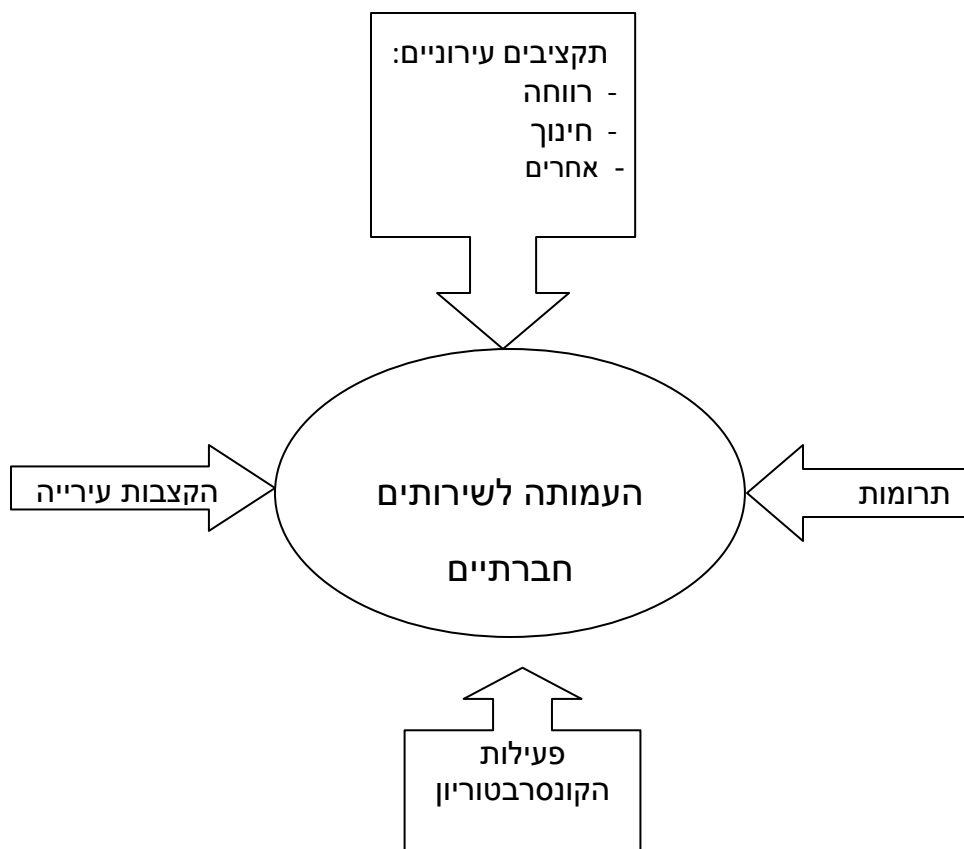 תקציבים עירוניים:
- רווחה
- חינוך
- אחרים
הקצבות עירייה
העמותה לשירותים
חברתיים
תרומות
פעילות
הקונסרבטוריון